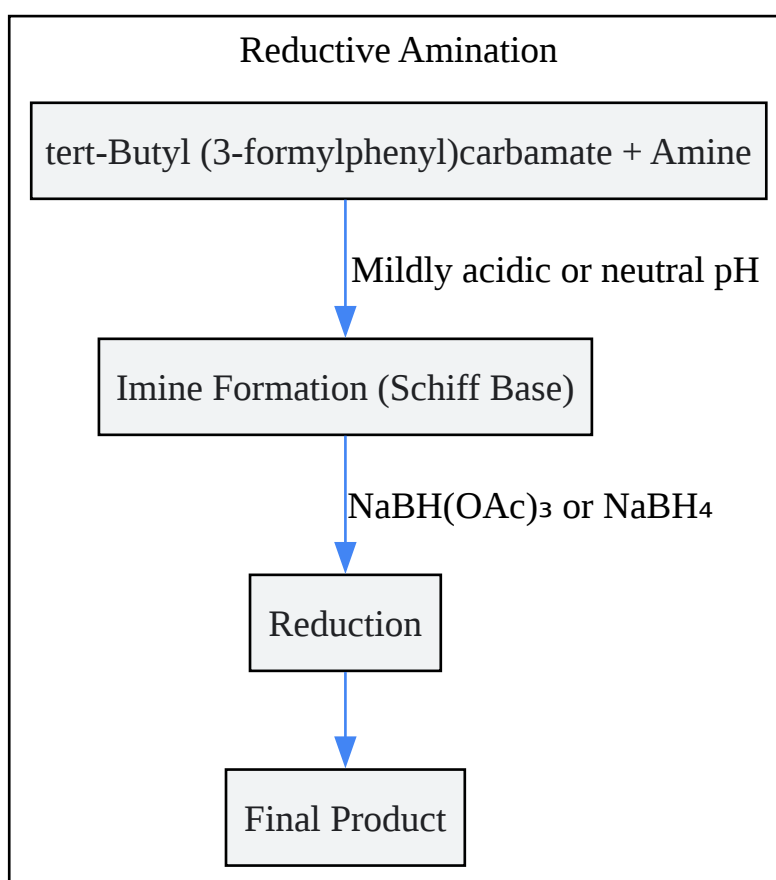 Reductive Amination
tert-Butyl (3-formylphenyl)carbamate + Amine
Mildly acidic or neutral pH
Imine Formation (Schiff Base)
NaBH(OAc)₃ or NaBH₄
Reduction
Final Product